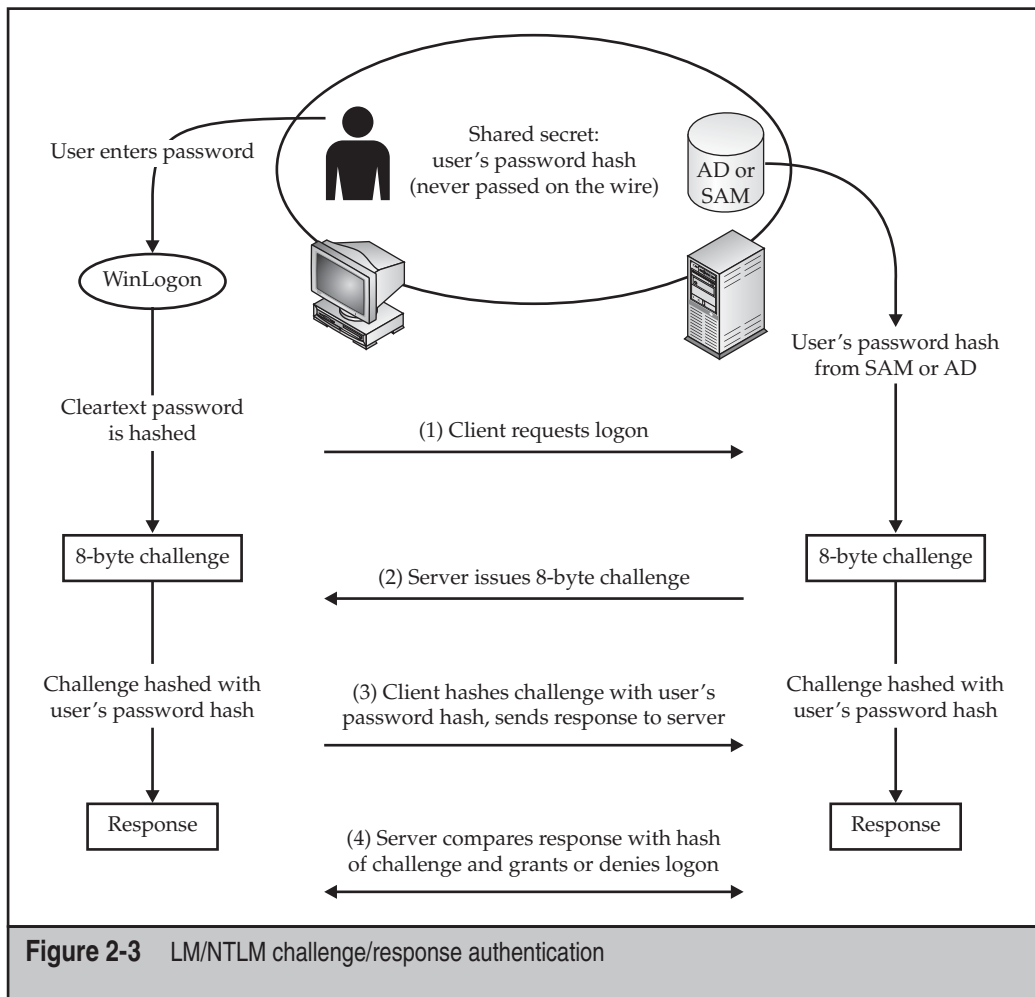 User enters password
Shared secret:
user's password hash
(never passed on the wire)
AD or
SAM
WinLogon
User's password hash
from SAM or AD
Cleartext password
is hashed
(1) Client requests logon
8-byte challenge
8-byte challenge
(2) Server issues 8-byte challenge
Challenge hashed with
user's password hash
(3) Client hashes challenge with user's
password hash, sends response to server
Challenge hashed with
user's password hash
Response
Response
(4) Server compares response with hash
of challenge and grants or denies logon
Figure 2-3 LM/NTLM challenge/response authentication